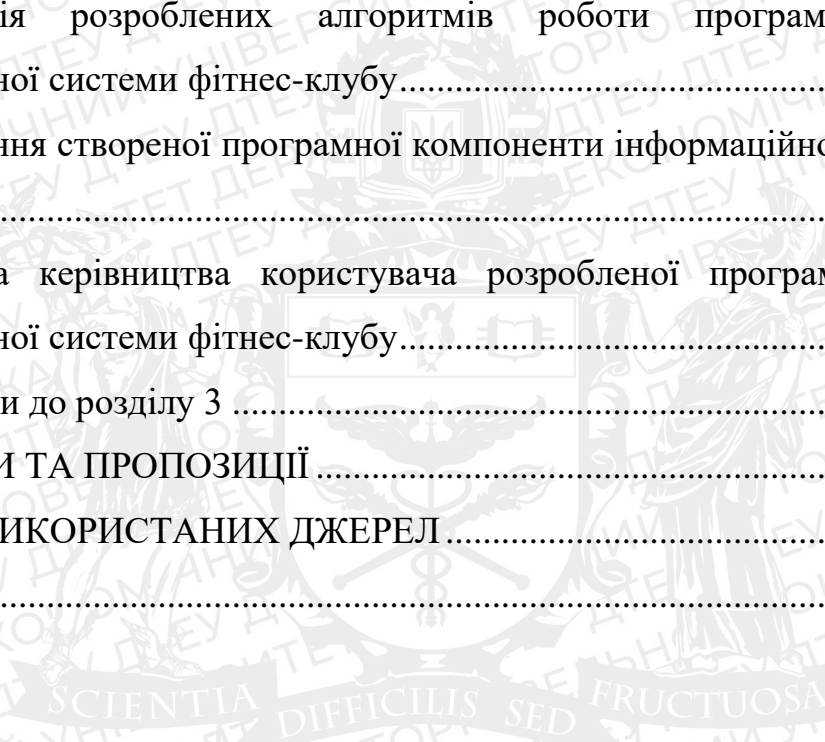 ія розроблених алгоритмів роботи програм
ної системи фітнес-клубу
ння створеної програмної компоненти інформаційно
а керівництва користувача розробленої програм
ної системи фітнес-клубу
и до розділу 3
И ТА ПРОПОЗИЦІЇ
ИКОРИСТАНИХ ДЖЕРЕЛ
SCIENTIA DIFFICILIS SED FRUCTUOSA